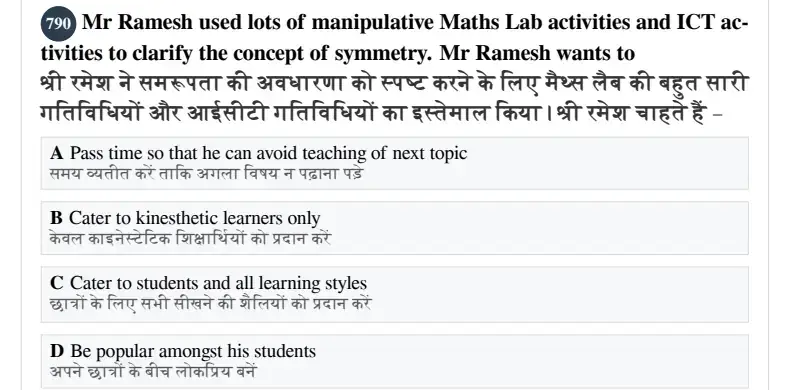 790 Mr Ramesh used lots of manipulative Maths Lab activities and ICT ac-
tivities to clarify the concept of symmetry. Mr Ramesh wants to
श्री रमेश ने समरूपता की अवधारणा को स्पष्ट करने के लिए मैथ्स लैब की बहुत सारी
गतिविधियों और आईसीटी गतिविधियों का इस्तेमाल किया। श्री रमेश चाहते हैं –
A Pass time so that he can avoid teaching of next topic
समय व्यतीत करें ताकि अगला विषय न पढ़ाना पड़े
B Cater to kinesthetic learners only
केवल काइनेस्टेटिक शिक्षार्थियों को प्रदान करें
C Cater to students and all learning styles
छात्रों के लिए सभी सीखने की शैलियों को प्रदान करें
D Be popular amongst his students
अपने छात्रों के बीच लोकप्रिय बनें